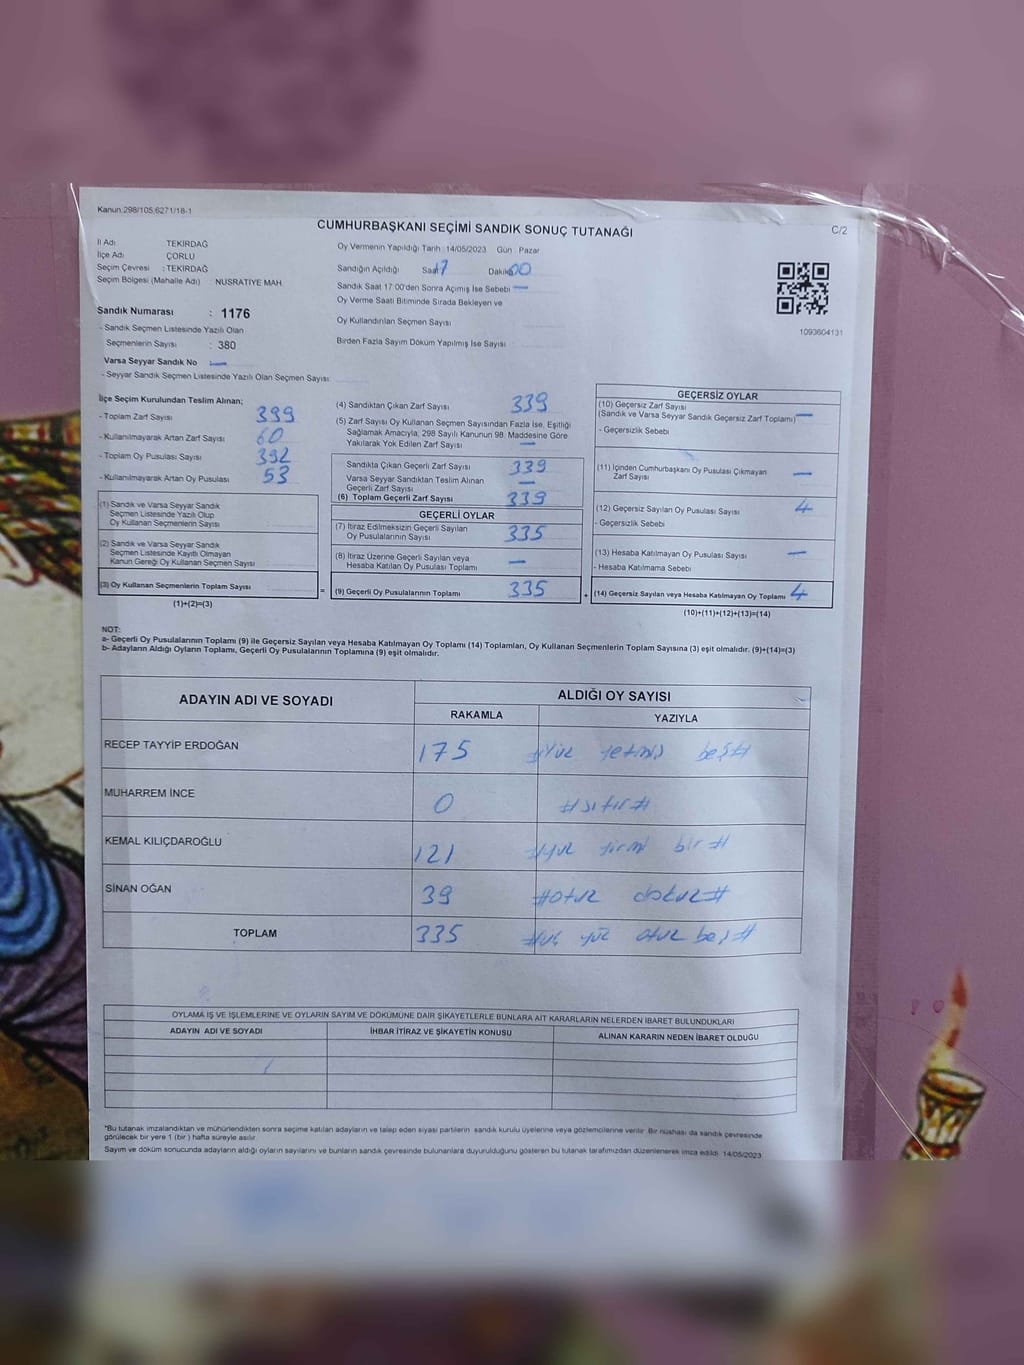 Kanun:298/105,6271/18-1
CUMHURBAŞKANI SEÇİMİ SANDIK SONUÇ TUTANAĞI
C/2
İl Adı TEKİRDAĞ
İlçe Adı ÇORLU
Seçim Çevresi : TEKİRDAĞ
Seçim Bölgesi (Mahalle Adı) NUSRATİYE MAH
Sandık Numarası : 1176
- Sandık Seçmen Listesinde Yazılı Olan
Seçmenlerin Sayısı : 380
Varsa Seyyar Sandık No —
- Seyyar Sandık Seçmen Listesinde Yazılı Olan Seçmen Sayısı:
Oy Vermenin Yapıldığı Tarih: 14/05/2023 Gün : Pazar
Sandığın Açıldığı Saat 17 Dakika 00
Sandık Saat 17:00'den Sonra Açımış İse Sebebi —
Oy Verme Saati Bitiminde Sırada Bekleyen ve
Oy Kullandırılan Seçmen Sayısı
Birden Fazla Sayım Döküm Yapılmış İse Sayısı
1093604131
İlçe Seçim Kurulundan Teslim Alınan;
- Toplam Zarf Sayısı 399
- Kullanılmayarak Artan Zarf Sayısı 60
- Toplam Oy Pusulası Sayısı 392
- Kullanılmayarak Artan Oy Pusulası 53
(1) Sandık ve Varsa Seyyar Sandık
Seçmen Listesinde Yazılı Olup
Oy Kullanan Seçmenlerin Sayısı
(2) Sandık ve Varsa Seyyar Sandık
Seçmen Listesinde Kayıtlı Olmayan
Kanun Gereği Oy Kullanan Seçmen Sayısı
(3) Oy Kullanan Seçmenlerin Toplam Sayısı
(1)+(2)=(3)
=
(4) Sandıktan Çıkan Zarf Sayısı 339
(5) Zarf Sayısı Oy Kullanan Seçmen Sayısından Fazla İse, Eşitliği
Sağlamak Amacıyla; 298 Sayılı Kanunun 98. Maddesine Göre
Yakılarak Yok Edilen Zarf Sayısı —
Sandıkta Çıkan Geçerli Zarf Sayısı 339
Varsa Seyyar Sandıktan Teslim Alınan
Geçerli Zarf Sayısı —
(6) Toplam Geçerli Zarf Sayısı 339
GEÇERLİ OYLAR
(7) İtiraz Edilmeksizin Geçerli Sayılan
Oy Pusulalarının Sayısı 335
(8) İtiraz Üzerine Geçerli Sayılan veya
Hesaba Katılan Oy Pusulası Toplamı —
(9) Geçerli Oy Pusulalarının Toplamı 335
+
GEÇERSİZ OYLAR
(10) Geçersiz Zarf Sayısı
(Sandık ve Varsa Seyyar Sandık Geçersiz Zarf Toplamı) —
- Geçersizlik Sebebi
(11) İçinden Cumhurbaşkanı Oy Pusulası Çıkmayan
Zarf Sayısı —
(12) Geçersiz Sayılan Oy Pusulası Sayısı 4
- Geçersizlik Sebebi
(13) Hesaba Katılmayan Oy Pusulası Sayısı —
- Hesaba Katılmama Sebebi
(14) Geçersiz Sayılan veya Hesaba Katılmayan Oy Toplamı 4
(10)+(11)+(12)+(13)=(14)
NOT:
a- Geçerli Oy Pusulalarının Toplamı (9) ile Geçersiz Sayılan veya Hesaba Katılmayan Oy Toplamı (14) Toplamları, Oy Kullanan Seçmenlerin Toplam Sayısına (3) eşit olmalıdır. (9)+(14)=(3)
b- Adayların Aldığı Oyların Toplamı, Geçerli Oy Pusulalarının Toplamına (9) eşit olmalıdır.
ADAYIN ADI VE SOYADI ALDIĞI OY SAYISI
RAKAMLA YAZIYLA
RECEP TAYYİP ERDOĞAN 175 #Yüz yetmiş beş#
MUHARREM İNCE 0 #sıfır#
KEMAL KILIÇDAROĞLU 121 #yüz yirmi bir#
SİNAN OĞAN 39 #otuz dokuz#
TOPLAM 335 #üç yüz otuz beş#
OYLAMA İŞ VE İŞLEMLERİNE VE OYLARIN SAYIM VE DÖKÜMÜNE DAİR ŞİKAYETLERLE BUNLARA AİT KARARLARIN NELERDEN İBARET BULUNDUKLARI
ADAYIN ADI VE SOYADI İHBAR İTİRAZ VE ŞİKAYETİN KONUSU ALINAN KARARIN NEDEN İBARET OLDUĞU
*Bu tutanak imzalandıktan ve mühürlendikten sonra seçime katılan adayların ve talep eden siyasi partilerin sandık kurulu üyelerine veya gözlemcilerine verilir. Bir nüshası da sandık çevresinde
görülecek bir yere 1 (bir ) hafta süreyle asılır.
Sayım ve döküm sonucunda adayların aldığı oyların sayılarını ve bunların sandık çevresinde bulunanlara duyurulduğunu gösteren bu tutanak tarafımızdan düzenlenerek imza edildi. 14/05/2023